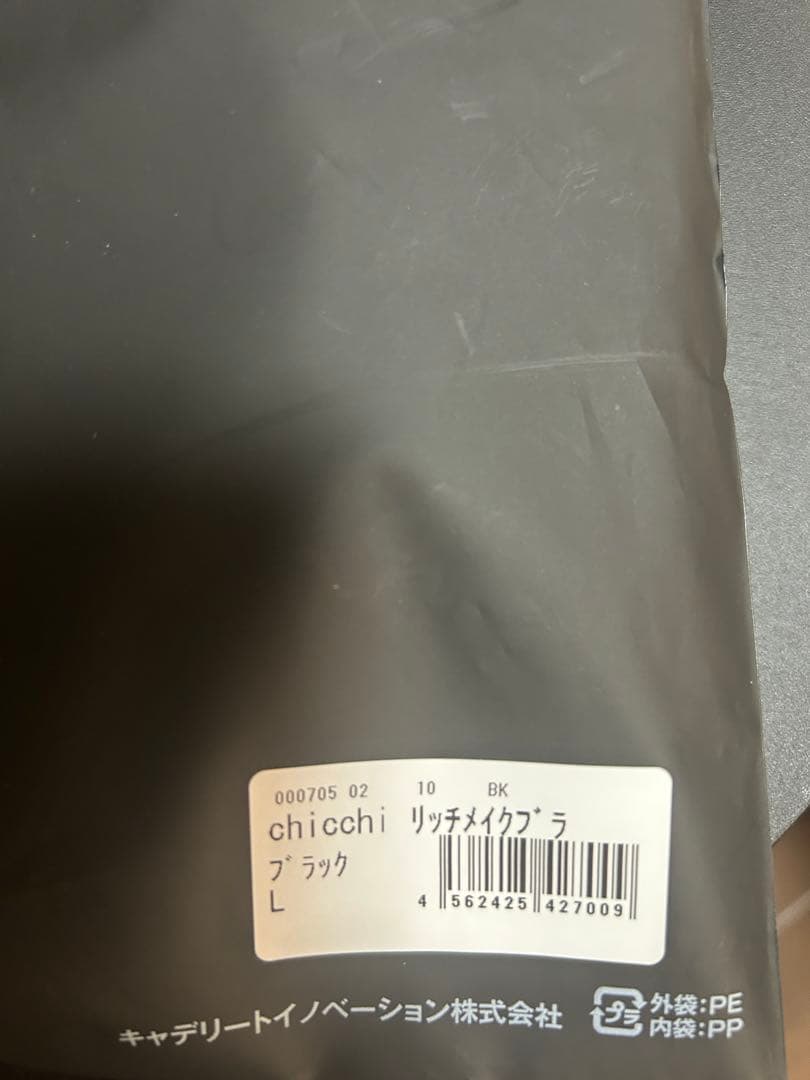 000705 02 10 BK
chicchi ﾘｯﾁﾒｲｸﾌﾞﾗ
ﾌﾞﾗｯｸ
L
4 562425 427009
キャデリートイノベーション株式会社
プラ
外袋:PE
内袋:PP